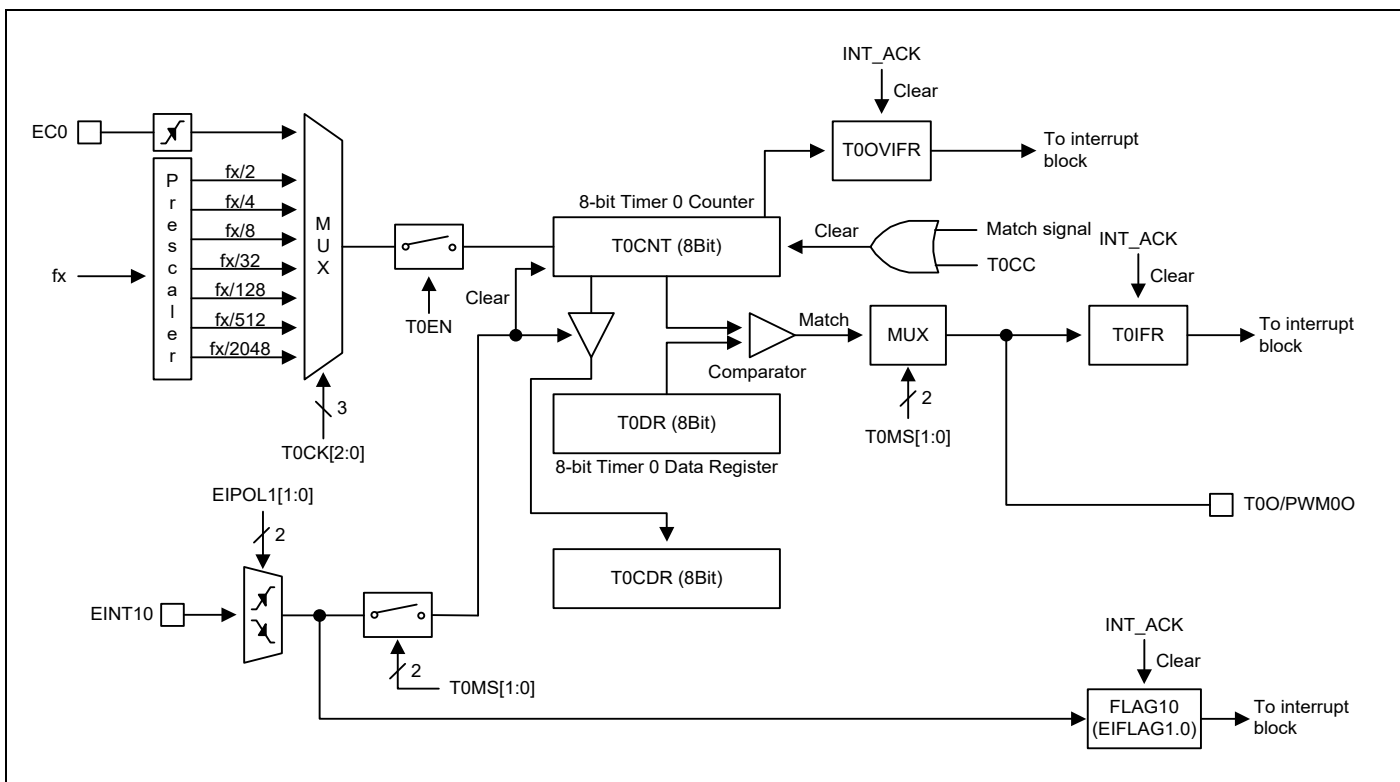 INT_ACK
Clear
EC0
T0OVIFR
To interrupt
block
Prescaler
fx/2
fx/4
fx/8
fx/32
fx/128
fx/512
fx/2048
fx
MUX
3
T0CK[2:0]
T0EN
8-bit Timer 0 Counter
T0CNT (8Bit)
Clear
Match signal
T0CC
INT_ACK
Clear
Clear
Match
Comparator
MUX
2
T0MS[1:0]
T0IFR
To interrupt
block
T0DR (8Bit)
8-bit Timer 0 Data Register
T0O/PWM0O
T0CDR (8Bit)
EIPOL1[1:0]
2
EINT10
2
T0MS[1:0]
INT_ACK
Clear
FLAG10
(EIFLAG1.0)
To interrupt
block